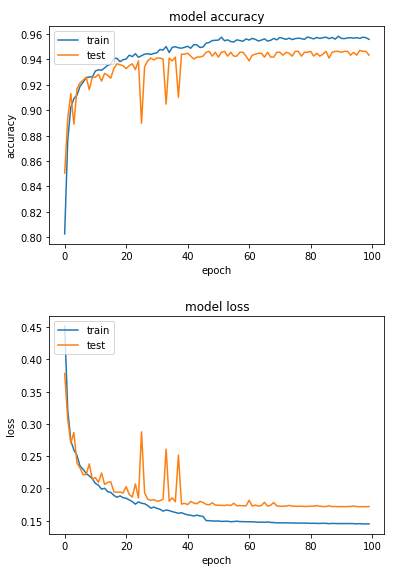 model accuracy
train
test
0.96
0.94
0.92
0.90
0.88
0.86
0.84
0.82
0.80
accuracy
0 20 40 60 80 100
epoch
model loss
train
test
0.45
0.40
0.35
0.30
0.25
0.20
0.15
loss
0 20 40 60 80 100
epoch